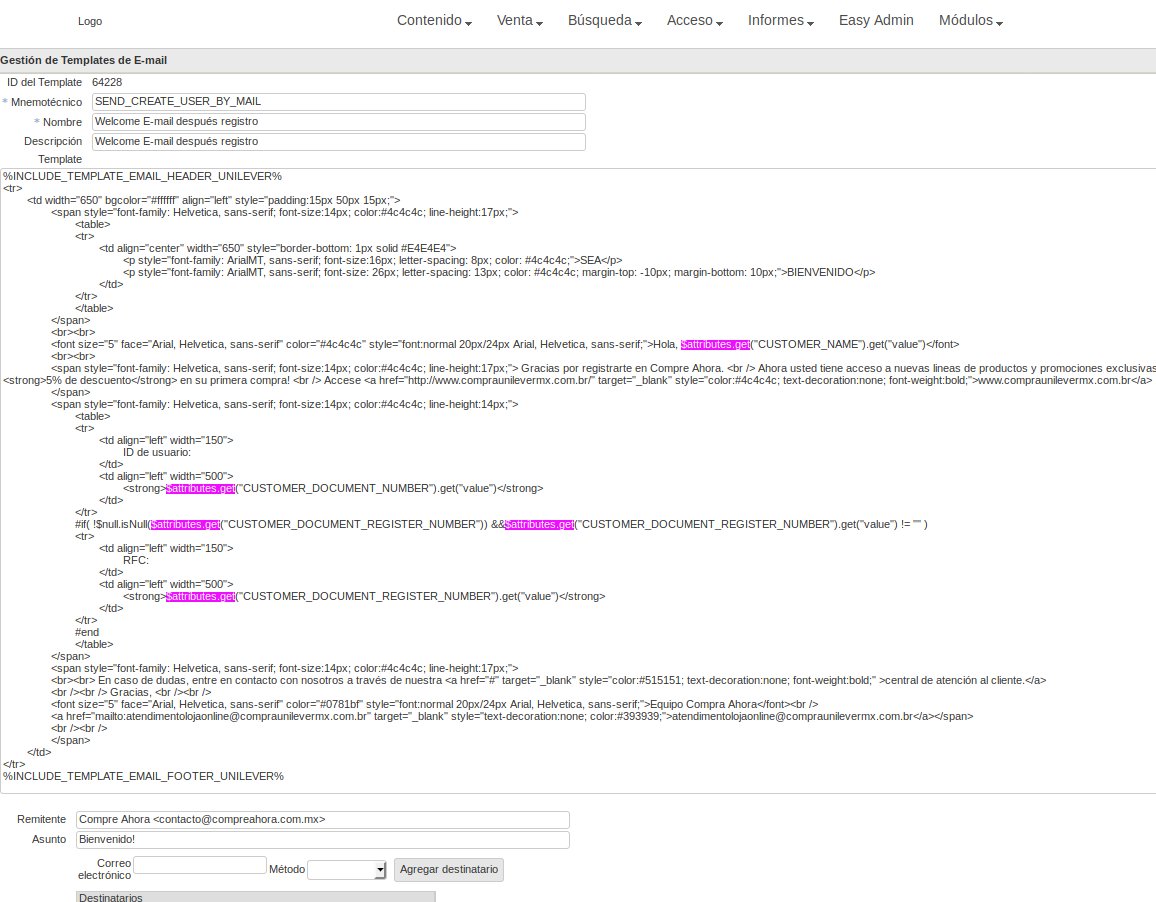 Logo
Contenido
Venta
Búsqueda
Acceso
Informes
Easy Admin
Módulos
Gestión de Templates de E-mail
ID del Template 64228
* Mnemotécnico SEND_CREATE_USER_BY_MAIL
* Nombre Welcome E-mail después registro
Descripción Welcome E-mail después registro
Template
%INCLUDE_TEMPLATE_EMAIL_HEADER_UNILEVER%
<tr>
<td width="650" bgcolor="#ffffff" align="left" style="padding:15px 50px 15px;">
<span style="font-family: Helvetica, sans-serif; font-size:14px; color:#4c4c4c; line-height:17px;">
<table>
<tr>
<td align="center" width="650" style="border-bottom: 1px solid #E4E4E4">
<p style="font-family: ArialMT, sans-serif; font-size:16px; letter-spacing: 8px; color: #4c4c4c;">SEA</p>
<p style="font-family: ArialMT, sans-serif; font-size: 26px; letter-spacing: 13px; color: #4c4c4c; margin-top: -10px; margin-bottom: 10px;">BIENVENIDO</p>
</td>
</tr>
</table>
</span>
<br><br>
<font size="5" face="Arial, Helvetica, sans-serif" color="#4c4c4c" style="font:normal 20px/24px Arial, Helvetica, sans-serif;">Hola, $attributes.get("CUSTOMER_NAME").get("value")</font>
<br><br>
<span style="font-family: Helvetica, sans-serif; font-size:14px; color:#4c4c4c; line-height:17px;"> Gracias por registrarte en Compre Ahora. <br /> Ahora usted tiene acceso a nuevas lineas de productos y promociones exclusivas
<strong>5% de descuento</strong> en su primera compra! <br /> Accese <a href="http://www.compraunilevermx.com.br/" target="_blank" style="color:#4c4c4c; text-decoration:none; font-weight:bold;">www.compraunilevermx.com.br</a>
</span>
<span style="font-family: Helvetica, sans-serif; font-size:14px; color:#4c4c4c; line-height:14px;">
<table>
<tr>
<td align="left" width="150">
ID de usuario:
</td>
<td align="left" width="500">
<strong>$attributes.get("CUSTOMER_DOCUMENT_NUMBER").get("value")</strong>
</td>
</tr>
#if( !$null.isNull($attributes.get("CUSTOMER_DOCUMENT_REGISTER_NUMBER")) &&$attributes.get("CUSTOMER_DOCUMENT_REGISTER_NUMBER").get("value") != "" )
<tr>
<td align="left" width="150">
RFC:
</td>
<td align="left" width="500">
<strong>$attributes.get("CUSTOMER_DOCUMENT_REGISTER_NUMBER").get("value")</strong>
</td>
</tr>
#end
</table>
</span>
<span style="font-family: Helvetica, sans-serif; font-size:14px; color:#4c4c4c; line-height:17px;">
<br><br> En caso de dudas, entre en contacto con nosotros a través de nuestra <a href="#" target="_blank" style="color:#515151; text-decoration:none; font-weight:bold;" >central de atención al cliente.</a>
<br /><br /> Gracias, <br /><br />
<font size="5" face="Arial, Helvetica, sans-serif" color="#0781bf" style="font:normal 20px/24px Arial, Helvetica, sans-serif;">Equipo Compra Ahora</font><br />
<a href="mailto:atendimentolojaonline@compraunilevermx.com.br" target="_blank" style="text-decoration:none; color:#393939;">atendimentolojaonline@compraunilevermx.com.br</a></span>
<br /><br />
</span>
</td>
</tr>
%INCLUDE_TEMPLATE_EMAIL_FOOTER_UNILEVER%
Remitente Compre Ahora <contacto@compreahora.com.mx>
Asunto Bienvenido!
Correo
electrónico
Método
Agregar destinatario
Destinatarios